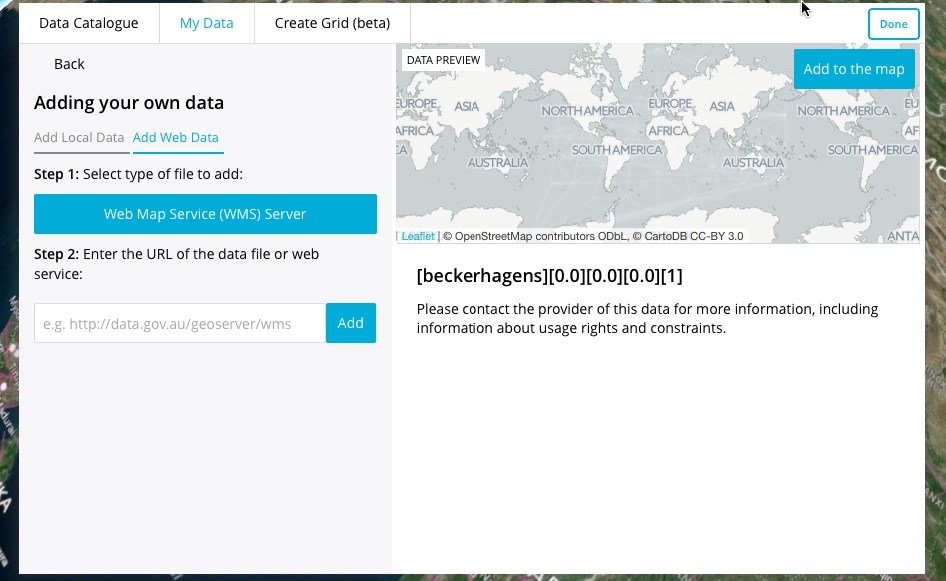 Data Catalogue
My Data
Create Grid (beta)
Done
Back
Adding your own data
Add Local Data
Add Web Data
Step 1: Select type of file to add:
Web Map Service (WMS) Server
Step 2: Enter the URL of the data file or web
service:
e.g. http://data.gov.au/geoserver/wms
Add
DATA PREVIEW
Add to the map
EUROPE
ASIA
NORTH AMERICA
EUROPE
ASIA
NORTH AMERICA
EU
AFRICA
AFRICA
AF
CA
SOUTH AMERICA
SOUTH AMERICA
AUSTRALIA
AUSTRALIA
ANTA
Leaflet | © OpenStreetMap contributors ODbL, © CartoDB CC-BY 3.0
[beckerhagens][0.0][0.0][0.0][1]
Please contact the provider of this data for more information, including
information about usage rights and constraints.